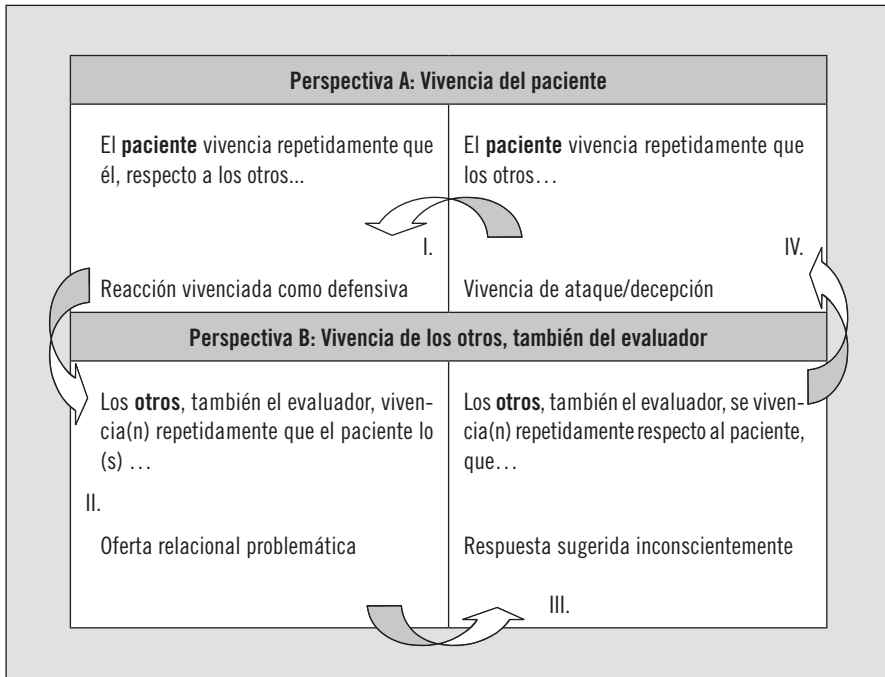 Perspectiva A: Vivencia del paciente
El paciente vivencia repetidamente que
él, respecto a los otros...
I.
Reacción vivenciada como defensiva
El paciente vivencia repetidamente que
los otros…
IV.
Vivencia de ataque/decepción
Perspectiva B: Vivencia de los otros, también del evaluador
Los otros, también el evaluador, viven-
cia(n) repetidamente que el paciente lo
(s) …
II.
Oferta relacional problemática
Los otros, también el evaluador, se viven-
cia(n) repetidamente respecto al paciente,
que…
Respuesta sugerida inconscientemente
III.